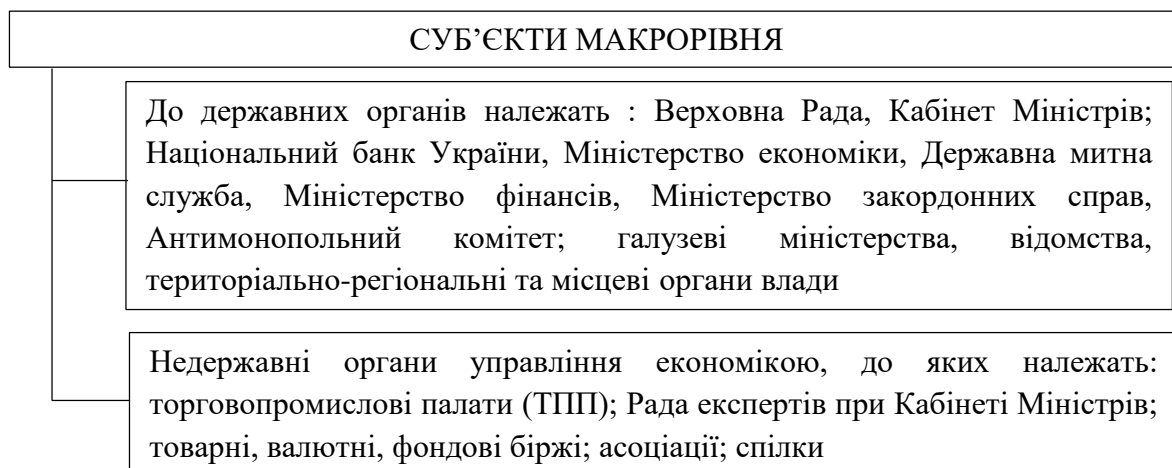 СУБ’ЄКТИ МАКРОРІВНЯ
До державних органів належать : Верховна Рада, Кабінет Міністрів;
Національний банк України, Міністерство економіки, Державна митна
служба, Міністерство фінансів, Міністерство закордонних справ,
Антимонопольний комітет; галузеві міністерства, відомства,
територіально-регіональні та місцеві органи влади
Недержавні органи управління економікою, до яких належать:
торговопромислові палати (ТПП); Рада експертів при Кабінеті Міністрів;
товарні, валютні, фондові біржі; асоціації; спілки